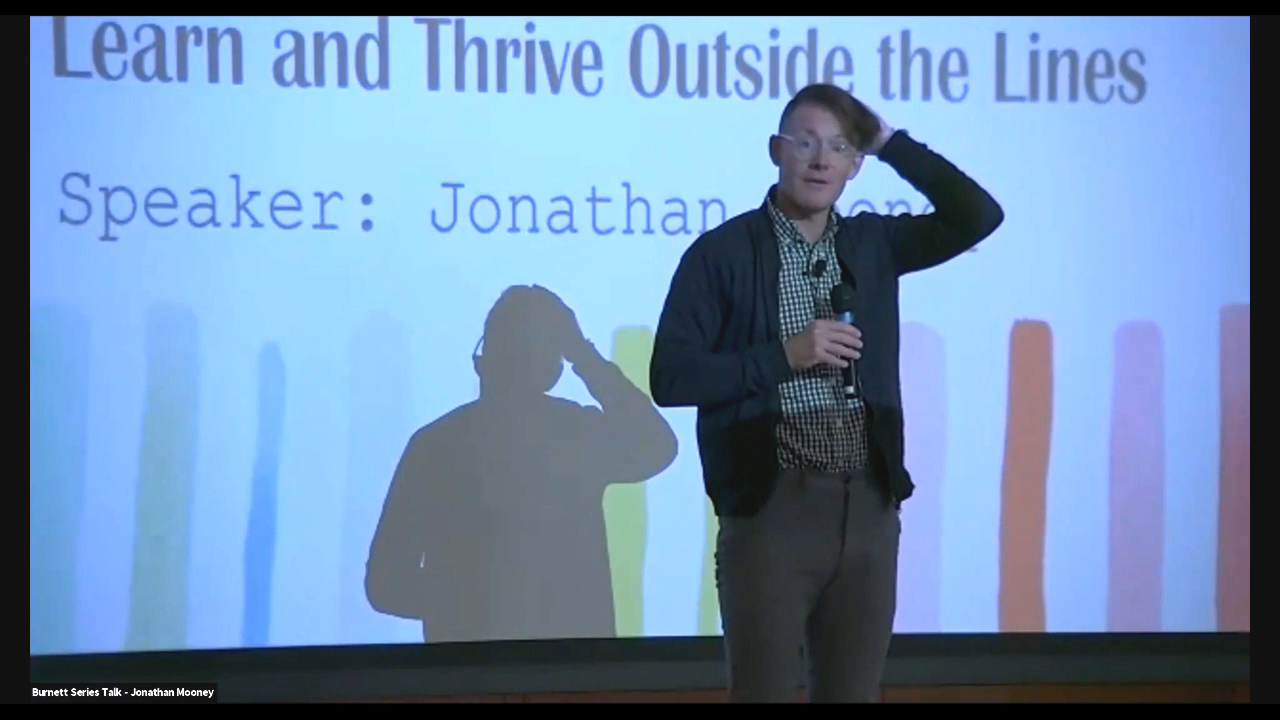 Learn and Thrive Outside the Lines
Speaker: Jonathan
Burnett Series Talk - Jonathan Mooney